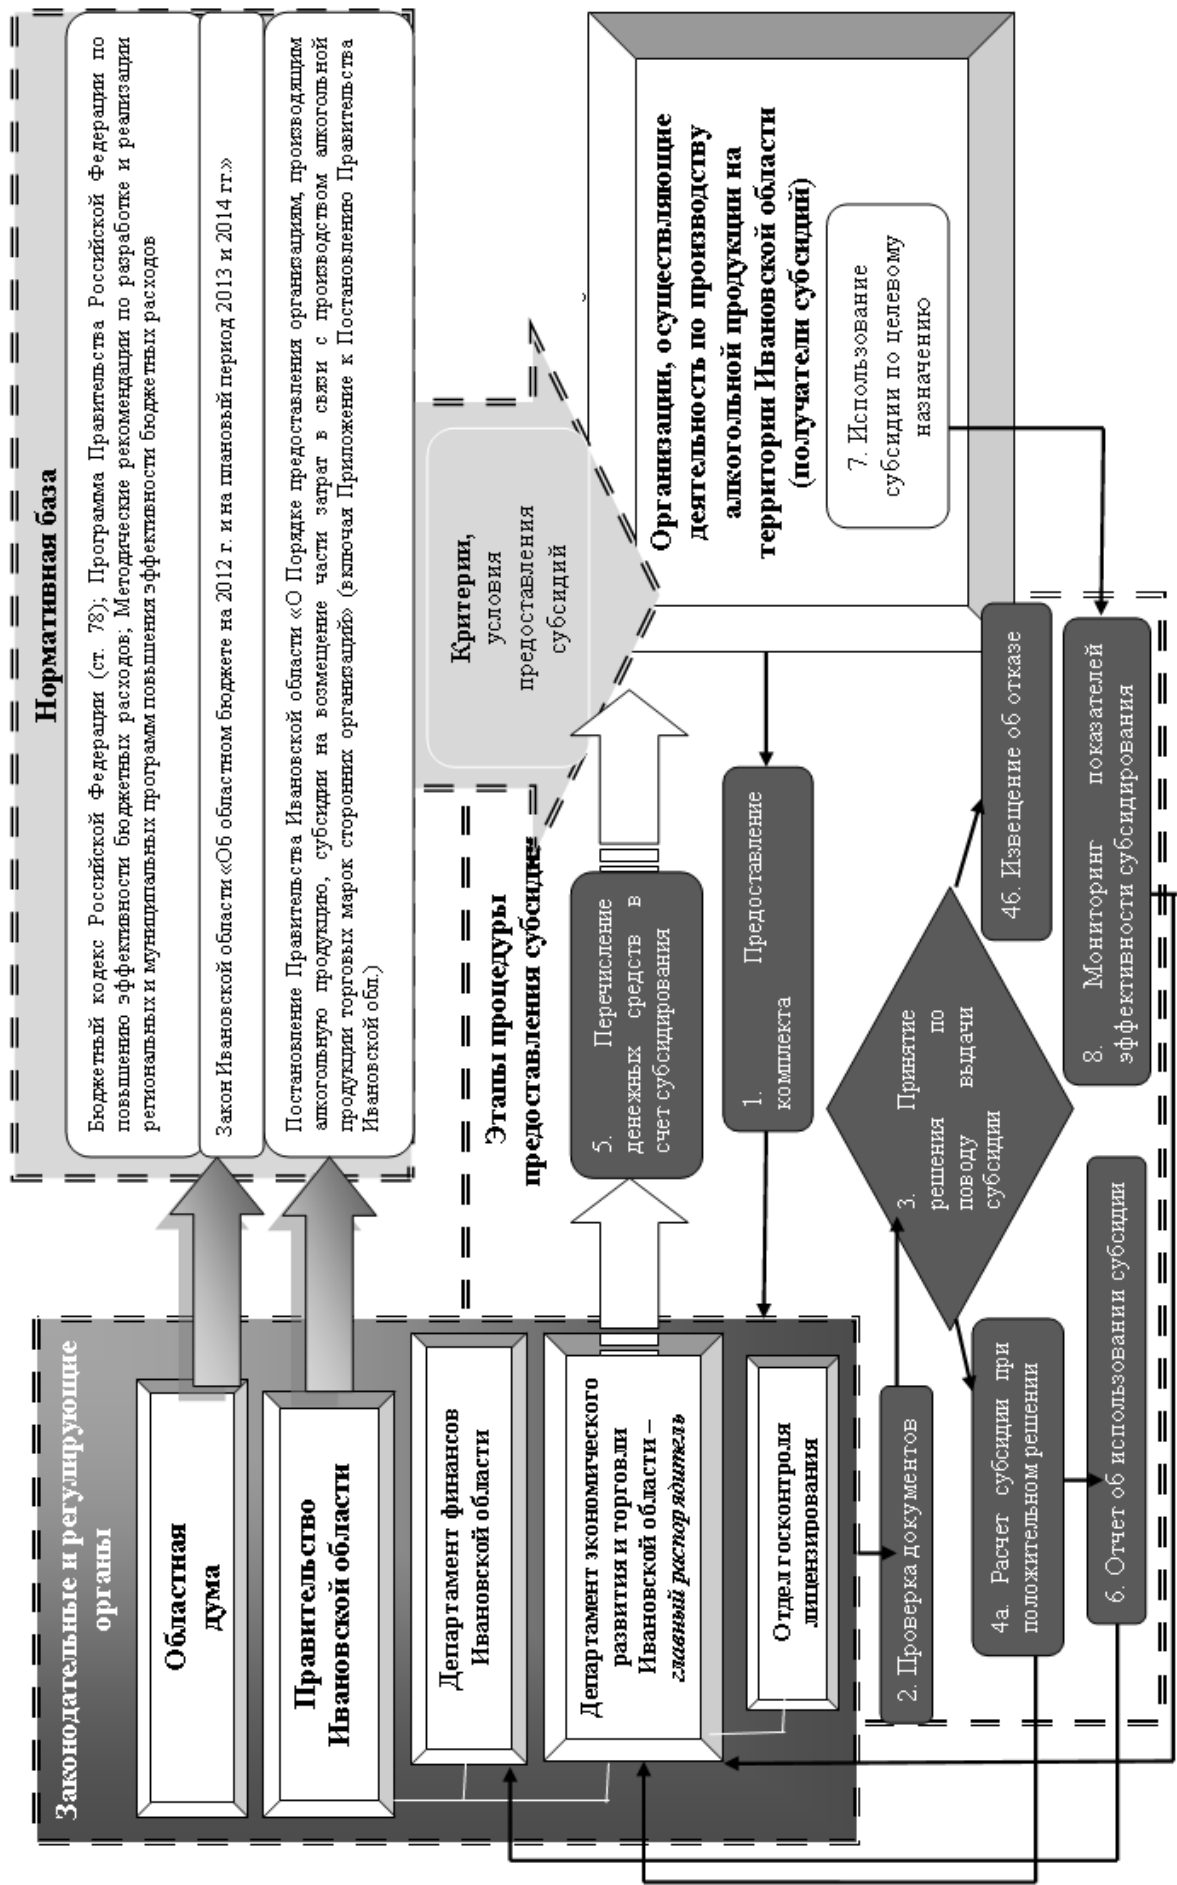 Нормативная база
Бюджетный кодекс Российской Федерации (ст. 78); Программа Правительства Российской Федерации по
повышению эффективности бюджетных расходов; Методические рекомендации по разработке и реализации
региональных и муниципальных программ повышения эффективности бюджетных расходов
Закон Ивановской области «Об областном бюджете на 2012 г. и на плановый период 2013 и 2014 гг.»
Постановление Правительства Ивановской области «О Порядке предоставления организациям, производящим
алкогольную продукцию, субсидии на возмещение части затрат в связи с производством алкогольной
продукции торговых марок сторонних организаций» (включая Приложение к Постановлению Правительства
Ивановской обл.)
Законодательные и регулирующие
органы
Областная
дума
Правительство
Ивановской области
Департамент финансов
Ивановской области
Департамент экономического
развития и торговли
Ивановской области –
главный распорядитель
Отдел госконтроля
лицензирования
Критерии,
условия
предоставления
субсидий
Этапы процедуры
предоставления субсиди
5. Перечисление
денежных средств в
счет субсидирования
Организации, осуществляющие
деятельность по производству
алкогольной продукции на
территории Ивановской области
(получатели субсидий)
7. Использование
субсидии по целевому
назначению
1. Предоставление
комплекта
2. Проверка документов
3. Принятие
решения по
поводу выдачи
субсидии
4а. Расчет субсидии при
положительном решении
4б. Извещение об отказе
6. Отчет об использовании субсидии
8. Мониторинг показателей
эффективности субсидирования